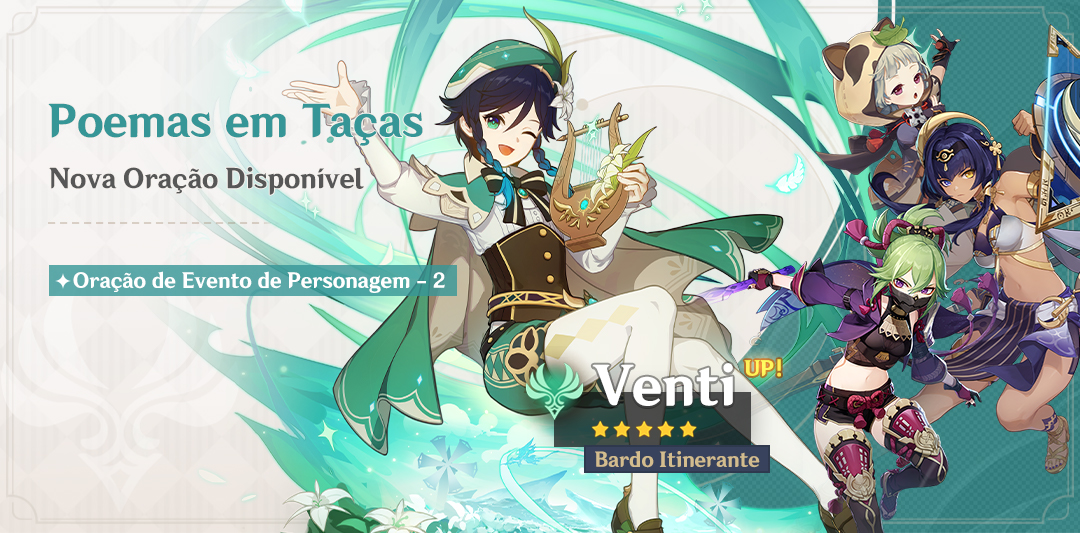 Poemas em Taças
Nova Oração Disponível
✦Oração de Evento de Personagem – 2
Venti UP!
Bardo Itinerante